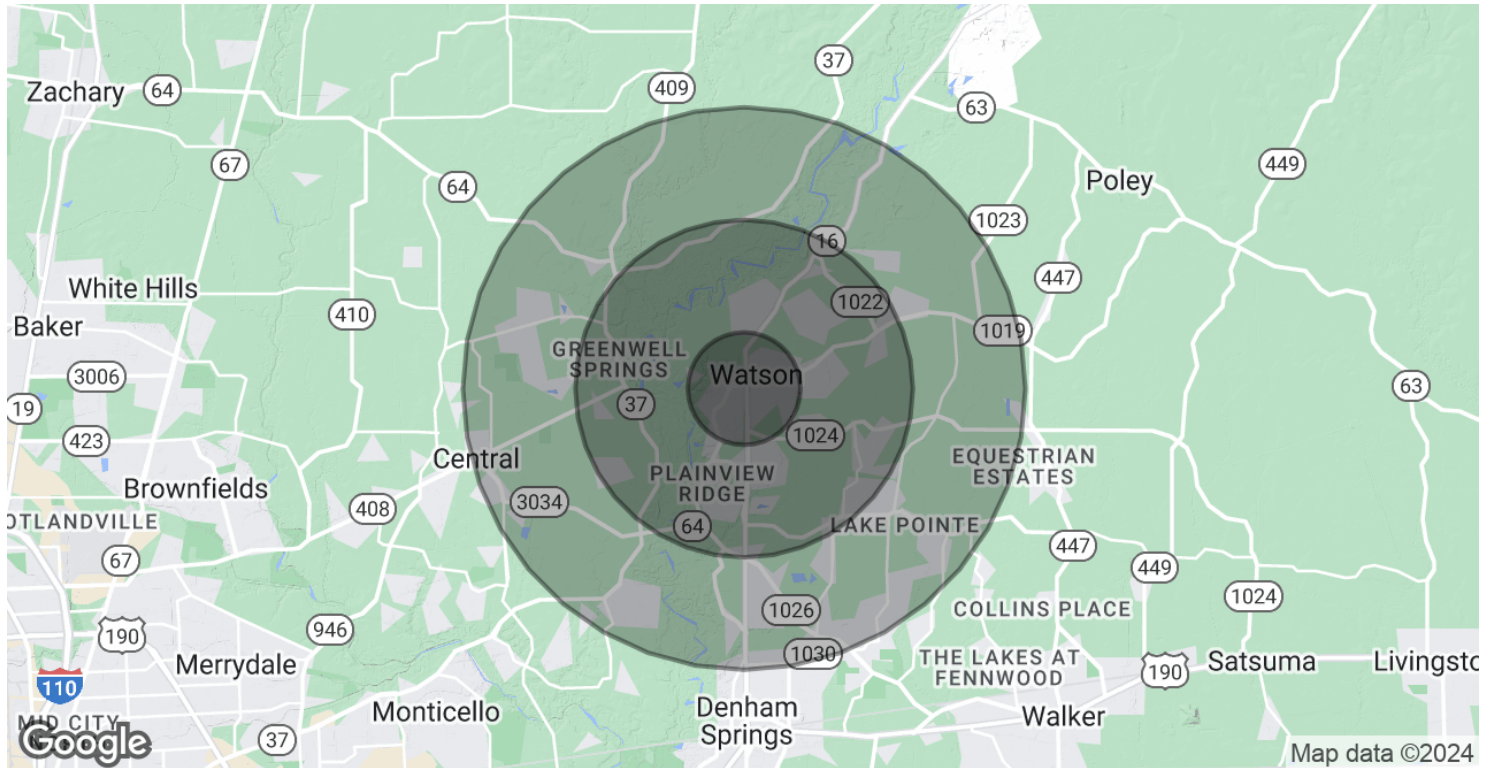 37
409
Zachary
64
63
67
449
64
Poley
1023
16
447
White Hills
1022
410
Baker
1019
GREENWELL
SPRINGS
Watson
3006
63
37
19
1024
423
Central
EQUESTRIAN
ESTATES
PLAINVIEW
RIDGE
Brownfields
3034
408
OTLANDVILLE
64
LAKE POINTE
447
67
449
1024
1026
COLLINS PLACE
946
190
1030
Merrydale
THE LAKES AT
FENNWOOD
190
Satsuma
Livingsto
110
Monticello
Denham
Springs
Walker
MID CITY
37
Google
Map data ©2024